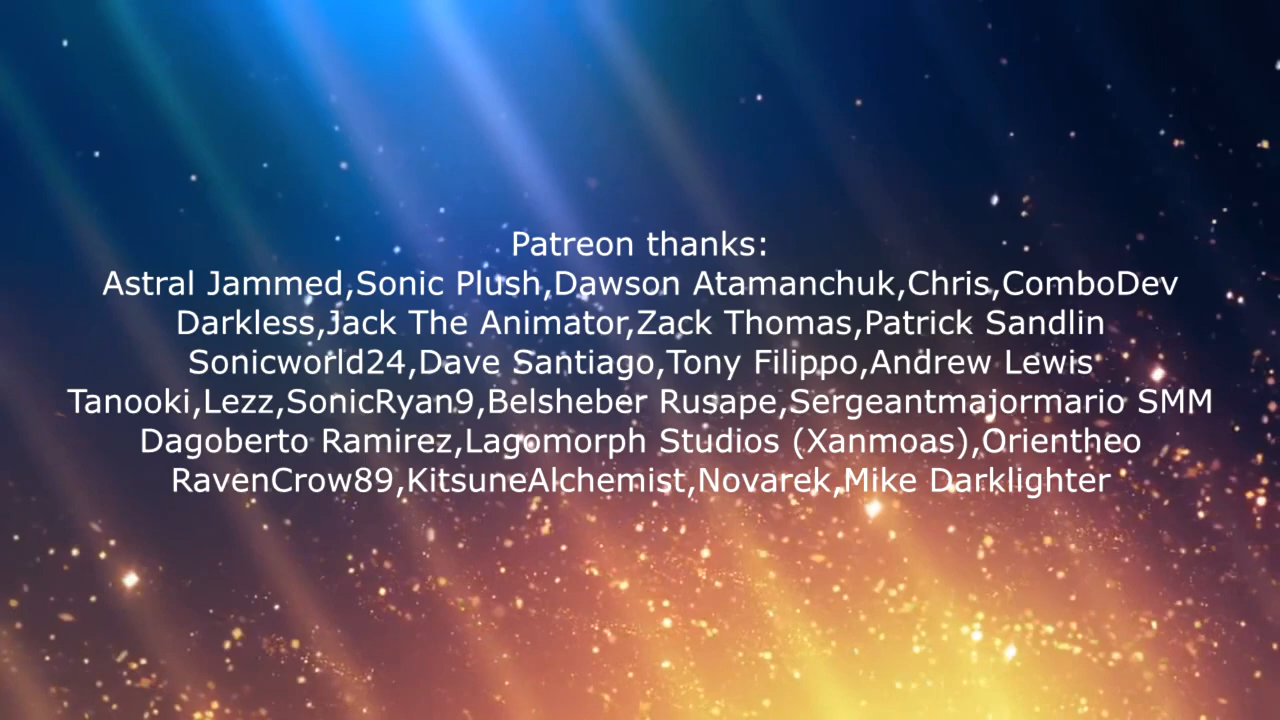 Patreon thanks:
Astral Jammed,Sonic Plush,Dawson Atamanchuk,Chris,ComboDev
Darkless,Jack The Animator,Zack Thomas,Patrick Sandlin
Sonicworld24,Dave Santiago,Tony Filippo,Andrew Lewis
Tanooki,Lezz,SonicRyan9,Belsheber Rusape,Sergeantmajormario SMM
Dagoberto Ramirez,Lagomorph Studios (Xanmoas),Orientheo
RavenCrow89,KitsuneAlchemist,Novarek,Mike Darklighter